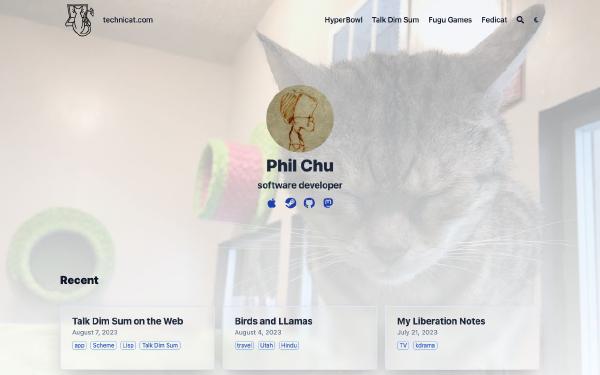 technicat.com HyperBowl Talk Dim Sum Fugu Games Fedicat
Phil Chu
software developer
Recent
Talk Dim Sum on the Web
August 7, 2023
app Scheme Lisp Talk Dim Sum
Birds and LLamas
August 4, 2023
travel Utah Hindu
My Liberation Notes
July 21, 2023
TV kdrama